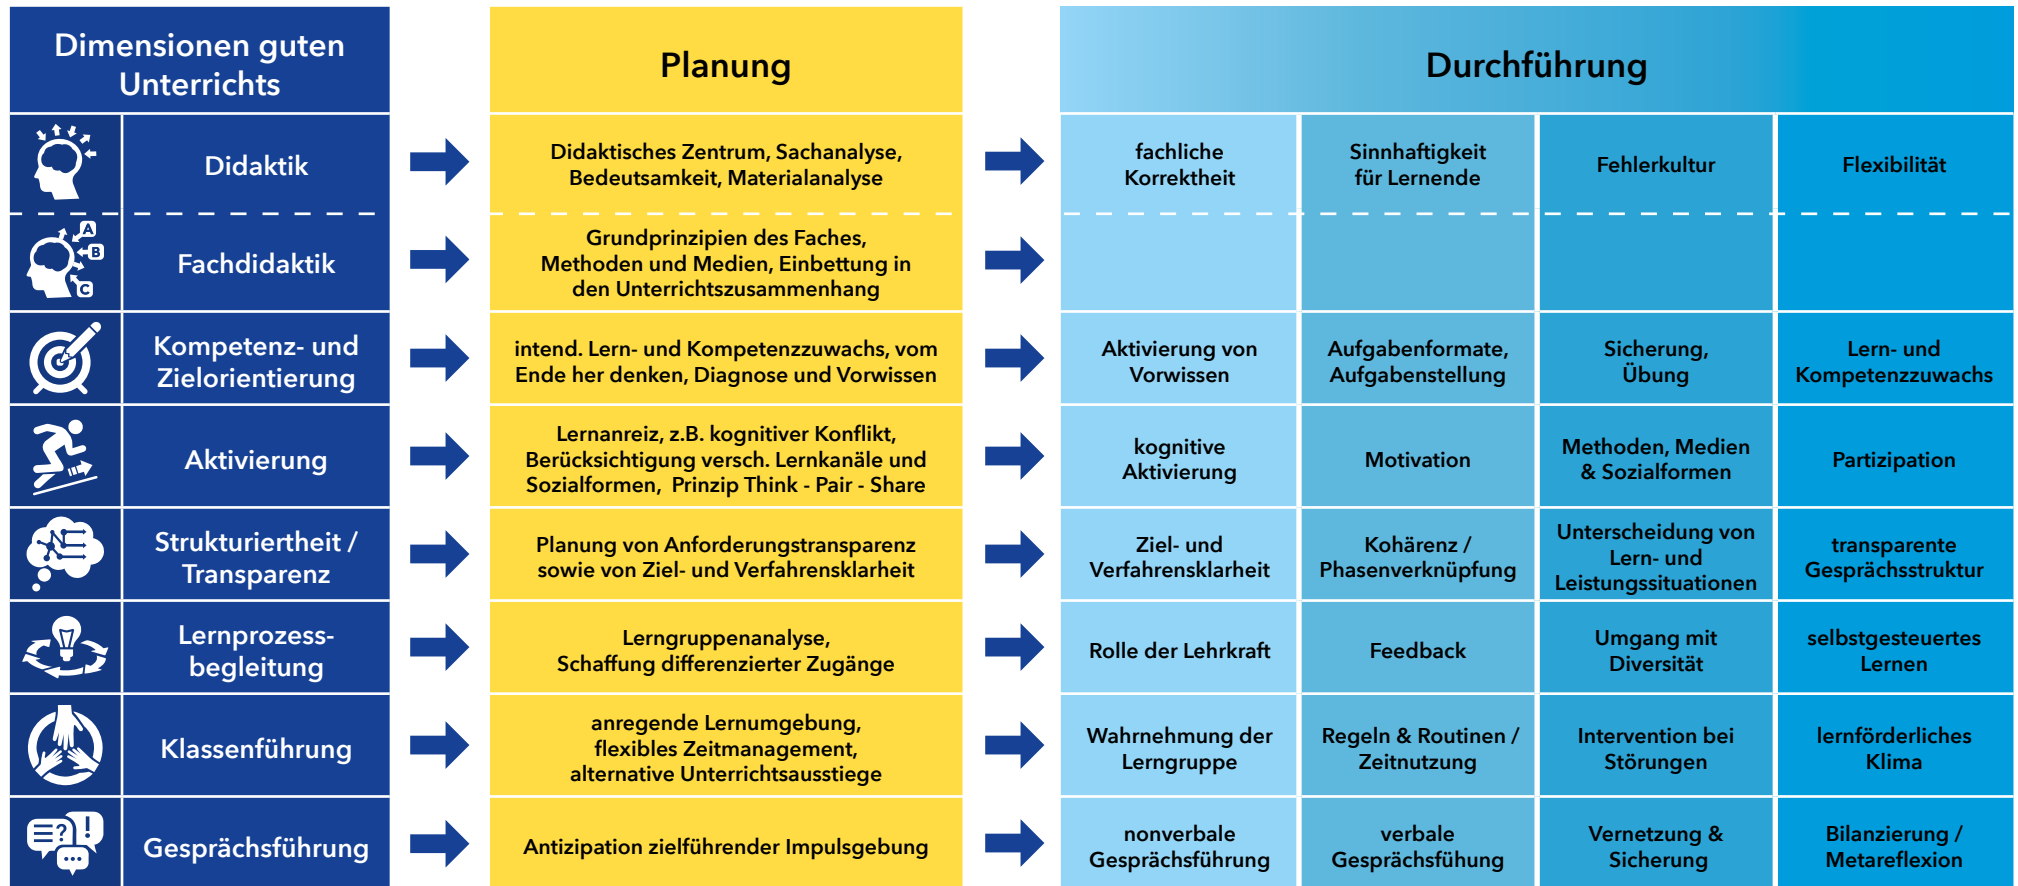 Dimensionen guten
Unterrichts
Planung
Durchführung
Didaktik
Didaktisches Zentrum, Sachanalyse,
Bedeutsamkeit, Materialanalyse
fachliche
Korrektheit
Sinnhaftigkeit
für Lernende
Fehlerkultur
Flexibilität
A
B
C
Fachdidaktik
Grundprinzipien des Faches,
Methoden und Medien, Einbettung in
den Unterrichtszusammenhang
Kompetenz- und
Zielorientierung
intend. Lern- und Kompetenzzuwachs, vom
Ende her denken, Diagnose und Vorwissen
Aktivierung von
Vorwissen
Aufgabenformate,
Aufgabenstellung
Sicherung,
Übung
Lern- und
Kompetenzzuwachs
Aktivierung
Lernanreiz, z.B. kognitiver Konflikt,
Berücksichtigung versch. Lernkanäle und
Sozialformen, Prinzip Think - Pair - Share
kognitive
Aktivierung
Motivation
Methoden, Medien
& Sozialformen
Partizipation
Strukturiertheit /
Transparenz
Planung von Anforderungstransparenz
sowie von Ziel- und Verfahrensklarheit
Ziel- und
Verfahrensklarheit
Kohärenz /
Phasenverknüpfung
Unterscheidung von
Lern- und
Leistungssituationen
transparente
Gesprächsstruktur
Lernprozess-
begleitung
Lerngruppenanalyse,
Schaffung differenzierter Zugänge
Rolle der Lehrkraft
Feedback
Umgang mit
Diversität
selbstgesteuertes
Lernen
Klassenführung
anregende Lernumgebung,
flexibles Zeitmanagement,
alternative Unterrichtsausstiege
Wahrnehmung der
Lerngruppe
Regeln & Routinen /
Zeitnutzung
Intervention bei
Störungen
lernförderliches
Klima
?
!
Gesprächsführung
Antizipation zielführender Impulsgebung
nonverbale
Gesprächsführung
verbale
Gesprächsfühung
Vernetzung &
Sicherung
Bilanzierung /
Metareflexion